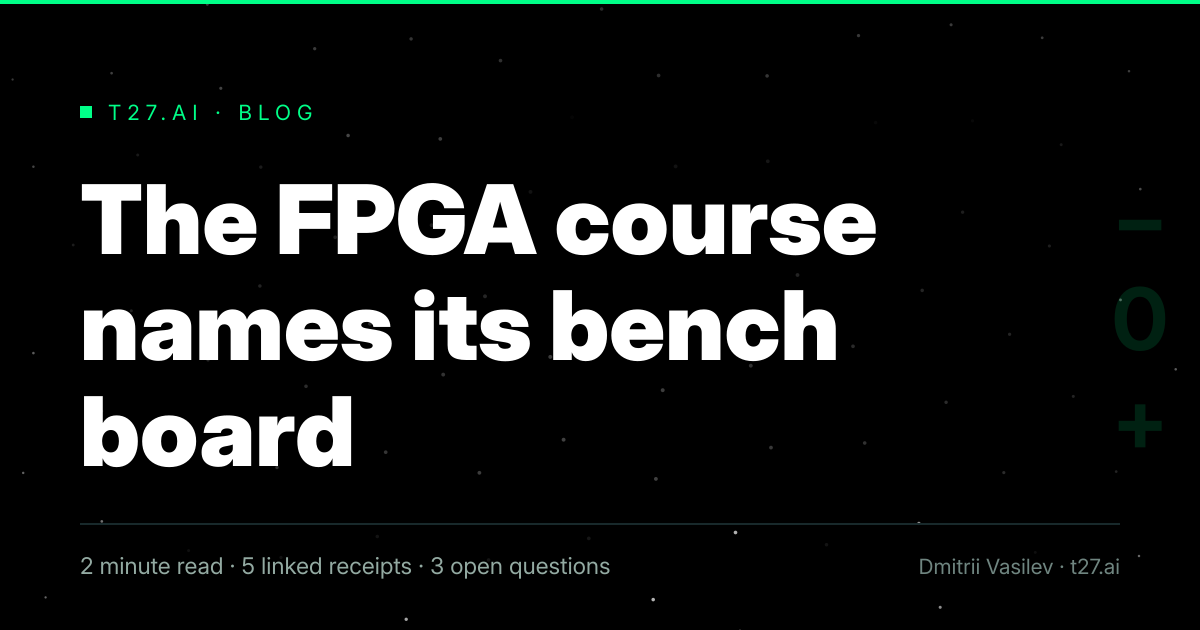 T27.AI · BLOG
The FPGA course
names its bench
board
−
0
+
2 minute read · 5 linked receipts · 3 open questions
Dmitrii Vasilev · t27.ai